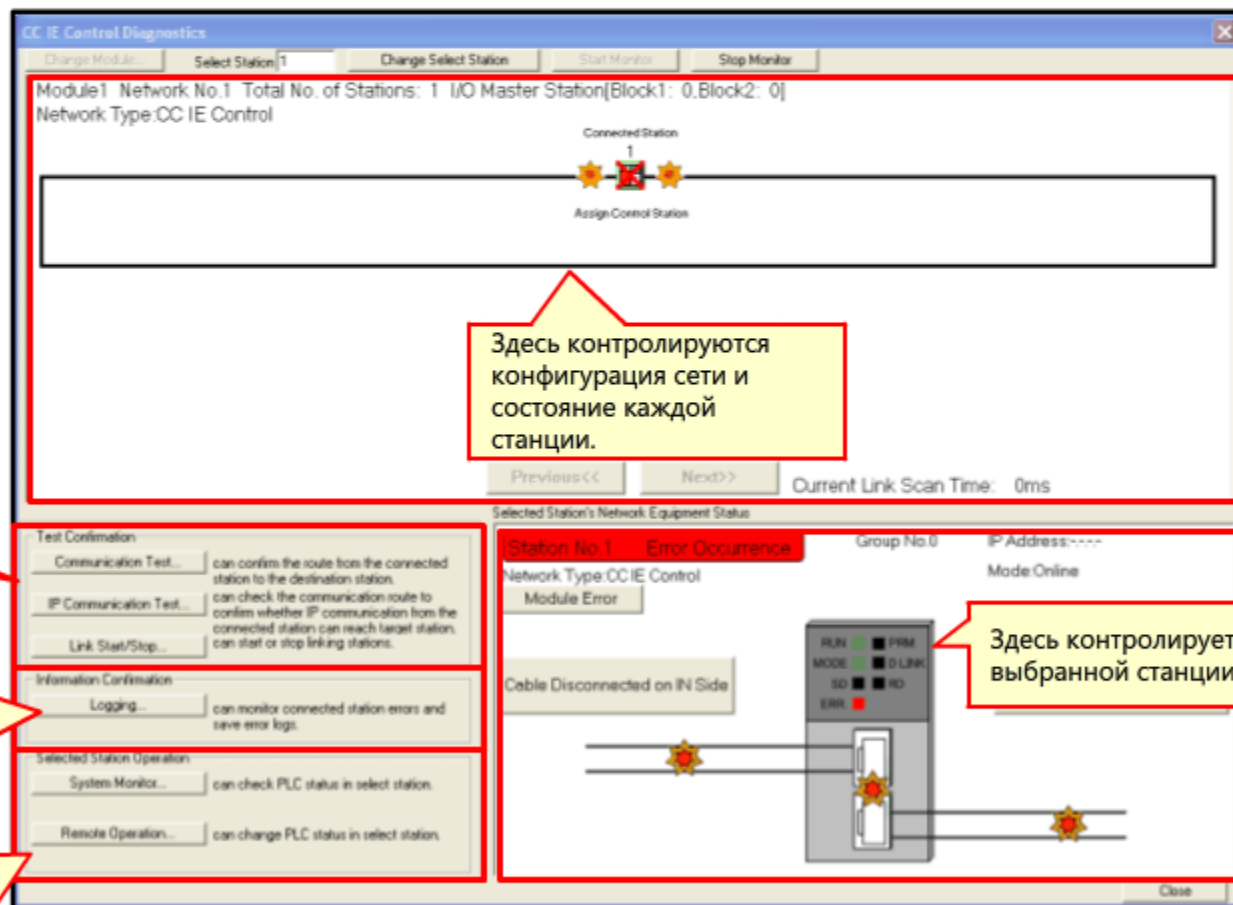 CC IE Control Diagnostics
Change Module... Select Station 1 Change Select Station Start Monitor Stop Monitor
Module1 Network No.1 Total No. of Stations: 1 I/O Master Station[Block1: 0,Block2: 0]
Network Type:CC IE Control
Connected Station
1
Assign Control Station
Здесь контролируются
конфигурация сети и
состояние каждой
станции.
Previous<< Next>> Current Link Scan Time: 0ms
Selected Station's Network Equipment Status
Test Confirmation
Communication Test... can confirm the route from the connected
station to the destination station.
IP Communication Test... can check the communication route to
confirm whether IP communication from the
connected station can reach target station.
Link Start/Stop... can start or stop linking stations.
Information Confirmation
Logging... can monitor connected station errors and
save error logs.
Selected Station Operation
System Monitor... can check PLC status in select station.
Remote Operation... can change PLC status in select station.
Station No.1 Error Occurrence Group No.0 IP Address:-.-.-.-
Network Type:CC IE Control Mode:Online
Module Error
Cable Disconnected on IN Side
RUN PRM
MODE D LINK
SD RD
ERR.
Здесь контролирует
выбранной станции
Close